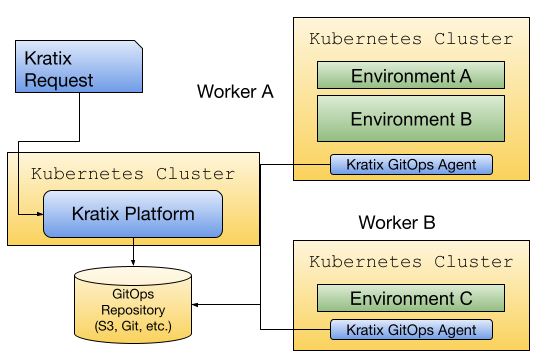 Kratix
Request
Kubernetes Cluster
Kratix Platform
GitOps
Repository
(S3, Git, etc.)
Worker A
Kubernetes Cluster
Environment A
Environment B
Kratix GitOps Agent
Worker B
Kubernetes Cluster
Environment C
Kratix GitOps Agent